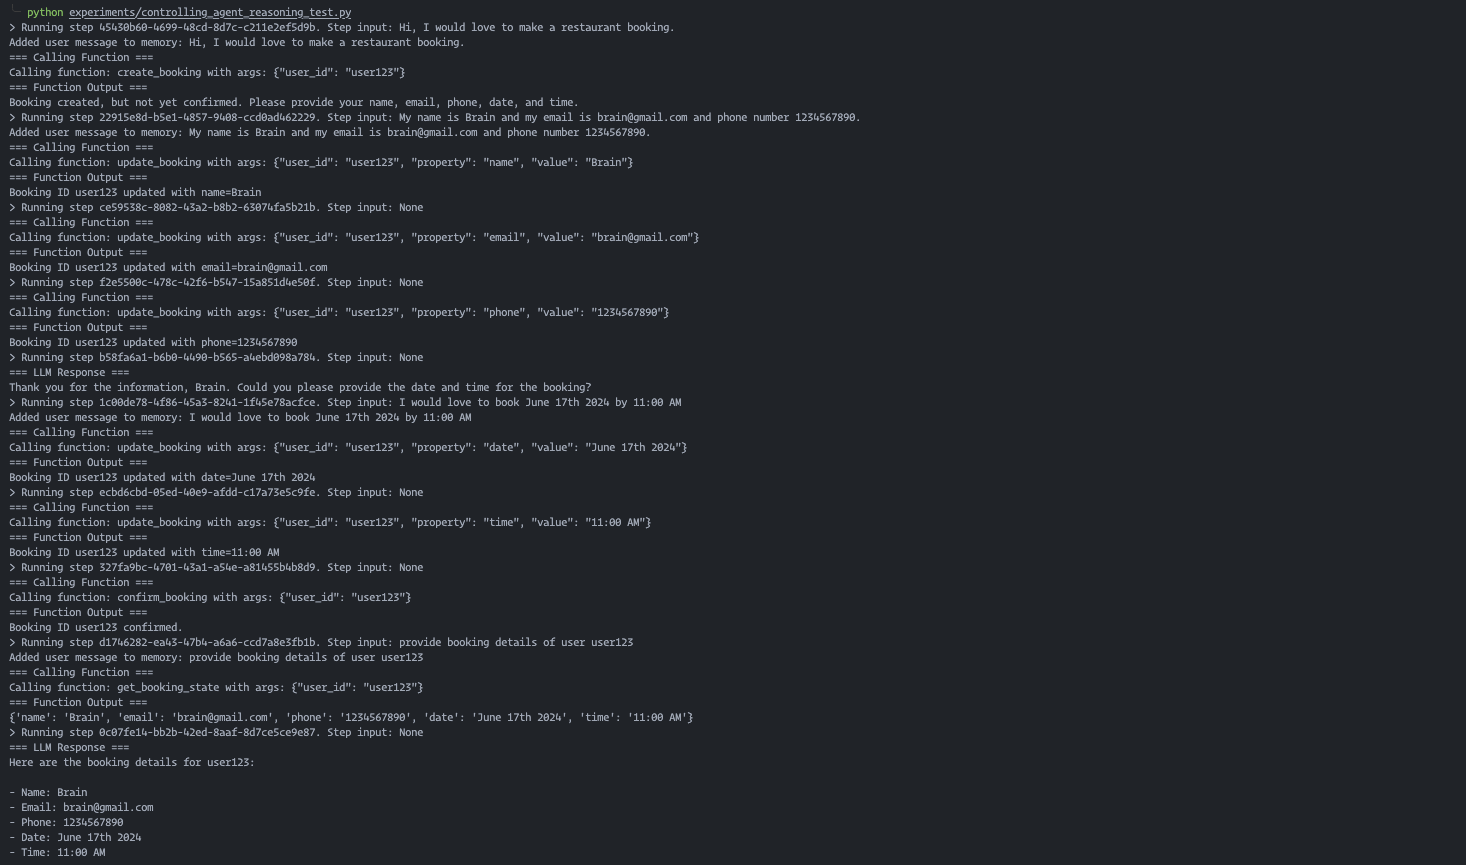 python experiments/controlling_agent_reasoning_test.py
> Running step 45430b60-4699-48cd-8d7c-c211e2ef5d9b. Step input: Hi, I would love to make a restaurant booking.
Added user message to memory: Hi, I would love to make a restaurant booking.
=== Calling Function ===
Calling function: create_booking with args: {"user_id": "user123"}
=== Function Output ===
Booking created, but not yet confirmed. Please provide your name, email, phone, date, and time.
> Running step 22915e8d-b5e1-4857-9408-ccd0ad462229. Step input: My name is Brain and my email is brain@gmail.com and phone number 1234567890.
Added user message to memory: My name is Brain and my email is brain@gmail.com and phone number 1234567890.
=== Calling Function ===
Calling function: update_booking with args: {"user_id": "user123", "property": "name", "value": "Brain"}
=== Function Output ===
Booking ID user123 updated with name=Brain
> Running step ce59538c-8082-43a2-b8b2-63074fa5b21b. Step input: None
=== Calling Function ===
Calling function: update_booking with args: {"user_id": "user123", "property": "email", "value": "brain@gmail.com"}
=== Function Output ===
Booking ID user123 updated with email=brain@gmail.com
> Running step f2e5500c-478c-42f6-b547-15a851d4e50f. Step input: None
=== Calling Function ===
Calling function: update_booking with args: {"user_id": "user123", "property": "phone", "value": "1234567890"}
=== Function Output ===
Booking ID user123 updated with phone=1234567890
> Running step b58fa6a1-b6b0-4490-b565-a4ebd098a784. Step input: None
=== LLM Response ===
Thank you for the information, Brain. Could you please provide the date and time for the booking?
> Running step 1c00de78-4f86-45a3-8241-1f45e78acfce. Step input: I would love to book June 17th 2024 by 11:00 AM
Added user message to memory: I would love to book June 17th 2024 by 11:00 AM
=== Calling Function ===
Calling function: update_booking with args: {"user_id": "user123", "property": "date", "value": "June 17th 2024"}
=== Function Output ===
Booking ID user123 updated with date=June 17th 2024
> Running step ecbd6cbd-05ed-40e9-afdd-c17a73e5c9fe. Step input: None
=== Calling Function ===
Calling function: update_booking with args: {"user_id": "user123", "property": "time", "value": "11:00 AM"}
=== Function Output ===
Booking ID user123 updated with time=11:00 AM
> Running step 327fa9bc-4701-43a1-a54e-a81455b4b8d9. Step input: None
=== Calling Function ===
Calling function: confirm_booking with args: {"user_id": "user123"}
=== Function Output ===
Booking ID user123 confirmed.
> Running step d1746282-ea43-47b4-a6a6-ccd7a8e3fb1b. Step input: provide booking details of user user123
Added user message to memory: provide booking details of user user123
=== Calling Function ===
Calling function: get_booking_state with args: {"user_id": "user123"}
=== Function Output ===
{'name': 'Brain', 'email': 'brain@gmail.com', 'phone': '1234567890', 'date': 'June 17th 2024', 'time': '11:00 AM'}
> Running step 0c07fe14-bb2b-42ed-8aaf-8d7ce5ce9e87. Step input: None
=== LLM Response ===
Here are the booking details for user123:
- Name: Brain
- Email: brain@gmail.com
- Phone: 1234567890
- Date: June 17th 2024
- Time: 11:00 AM